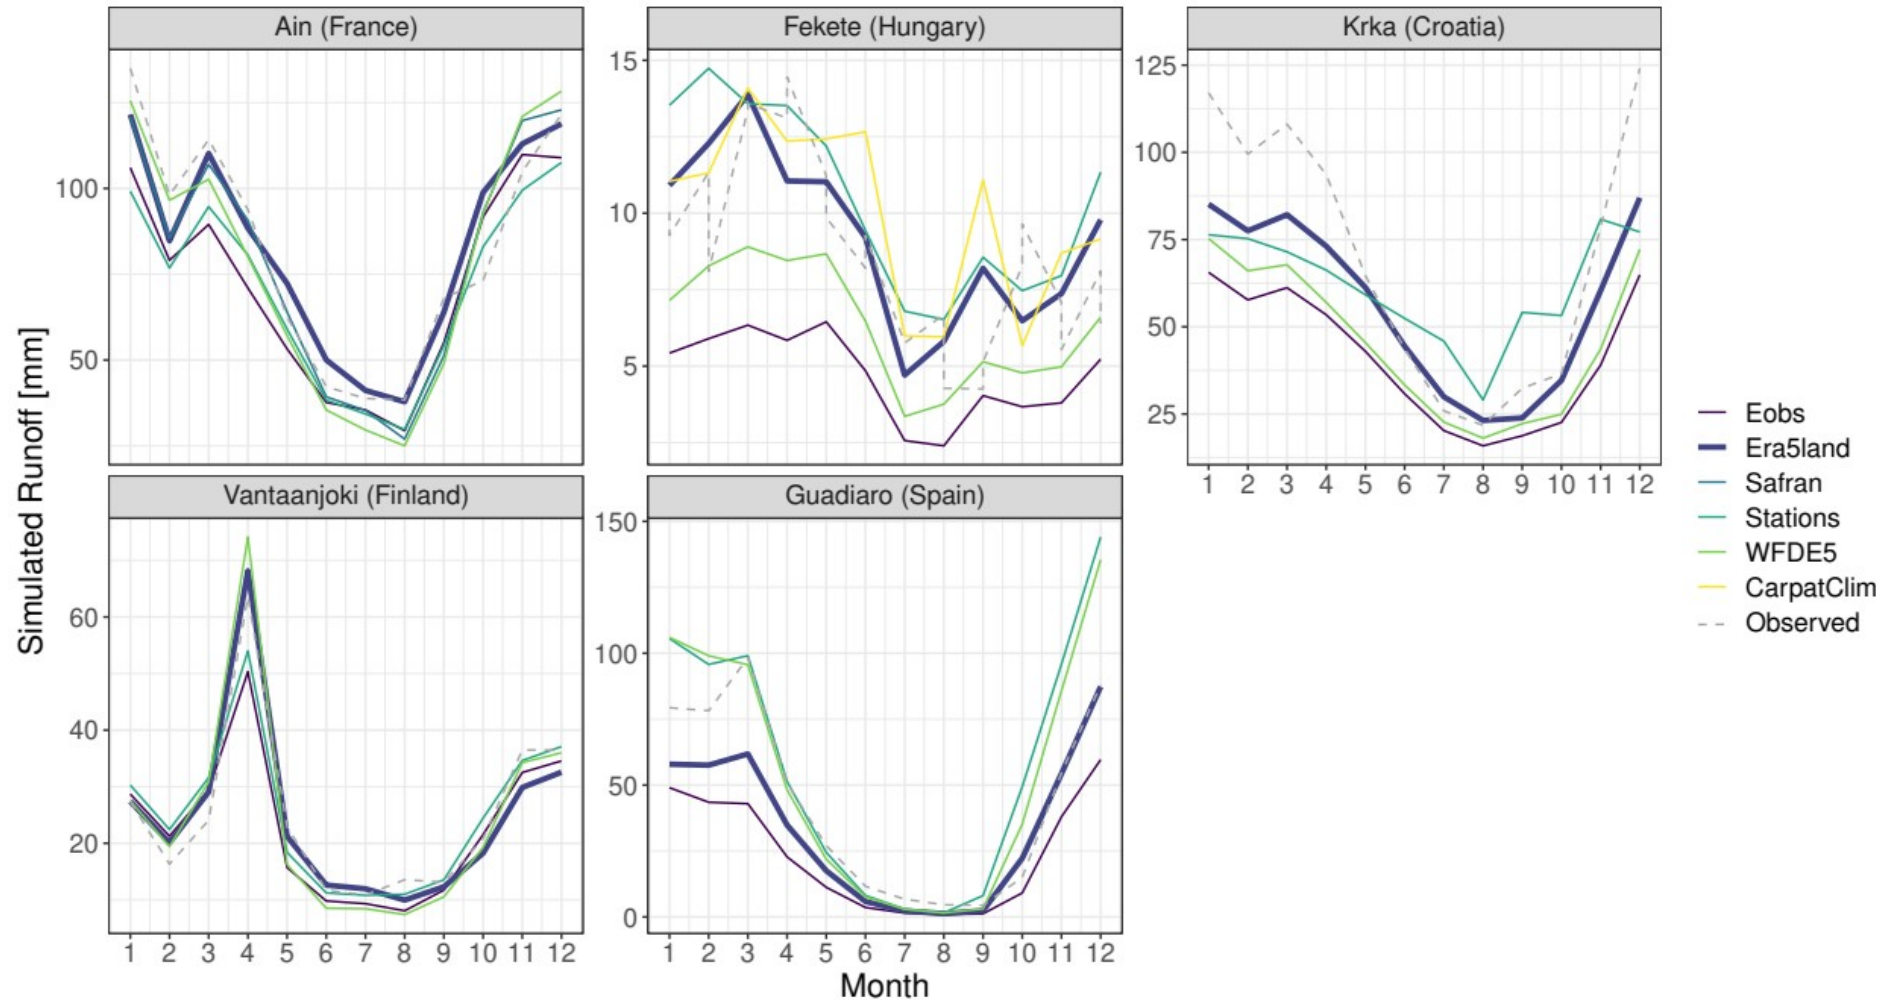 Ain (France)
Fekete (Hungary)
Krka (Croatia)
100
50
15
10
5
125
100
75
50
25
1 2 3 4 5 6 7 8 9 10 11 12
Vantaanjoki (Finland)
Guadiaro (Spain)
60
40
20
150
100
50
0
1 2 3 4 5 6 7 8 9 10 11 12
1 2 3 4 5 6 7 8 9 10 11 12
Simulated Runoff [mm]
Month
Eobs
Era5land
Safran
Stations
WFDE5
CarpatClim
Observed